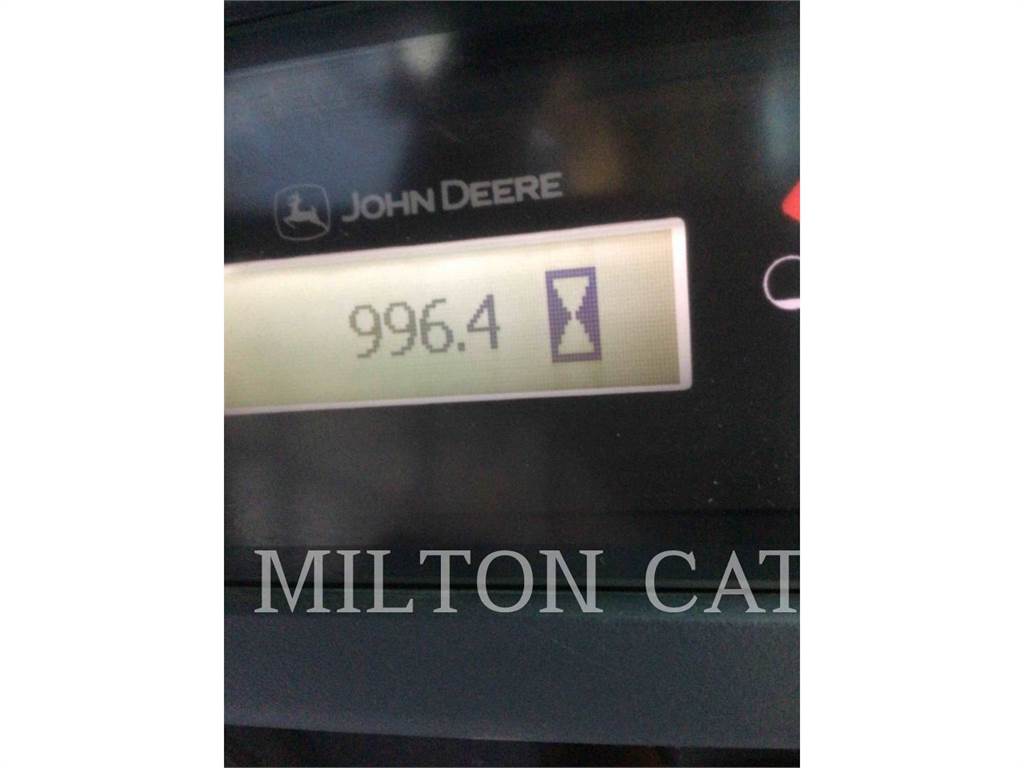 JOHN DEERE
996.4
MILTON CAT